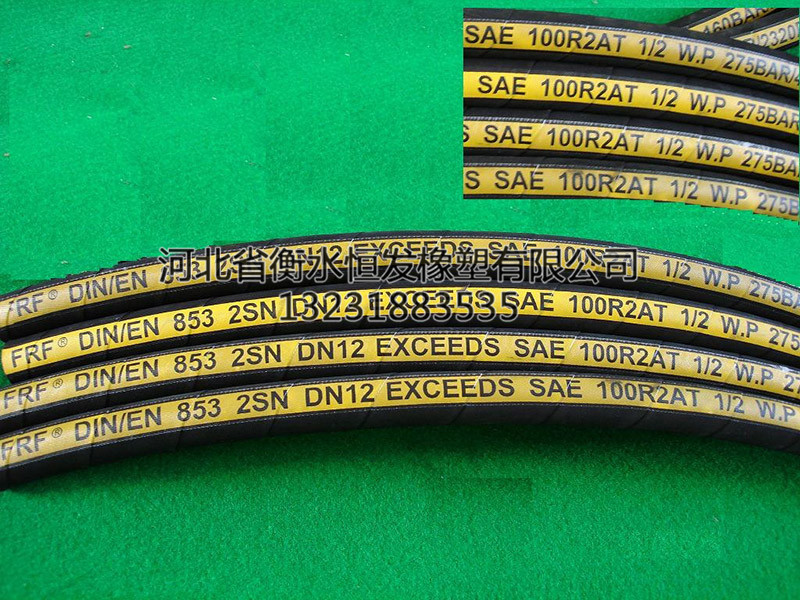 160BAR
2320
SAE 100R2AT 1/2 W.P 275BAR/4
SAE 100R2AT 1/2 W.P 275BAR
S SAE 100R2AT 1/2 W.P 275BA
S SAE 100R2AT 1/2 W.P 275B
FRF® DIN/EN 853 DN12 EXCEEDS SAE 100R2AT 1/2 W.P 275BA
河北省衡水恒发橡塑有限公司
13231883535
FRF® DIN/EN 853 2SN DN12 EXCEEDS SAE 100R2AT 1/2 W.P 275
FRF® DIN/EN 853 2SN DN12 EXCEEDS SAE 100R2AT 1/2 W.P 27
FRF® DIN/EN 853 2SN DN12 EXCEEDS SAE 100R2AT 1/2 W.P